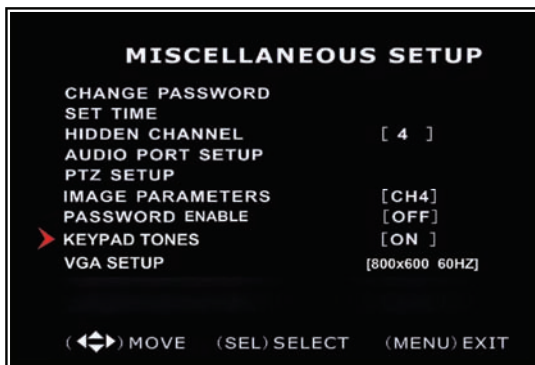 MISCELLANEOUS SETUP
CHANGE PASSWORD
SET TIME
HIDDEN CHANNEL [ 4 ]
AUDIO PORT SETUP
PTZ SETUP
IMAGE PARAMETERS [CH4]
PASSWORD ENABLE [OFF]
KEYPAD TONES [ON ]
VGA SETUP [800x600 60HZ]
() MOVE (SEL) SELECT (MENU) EXIT